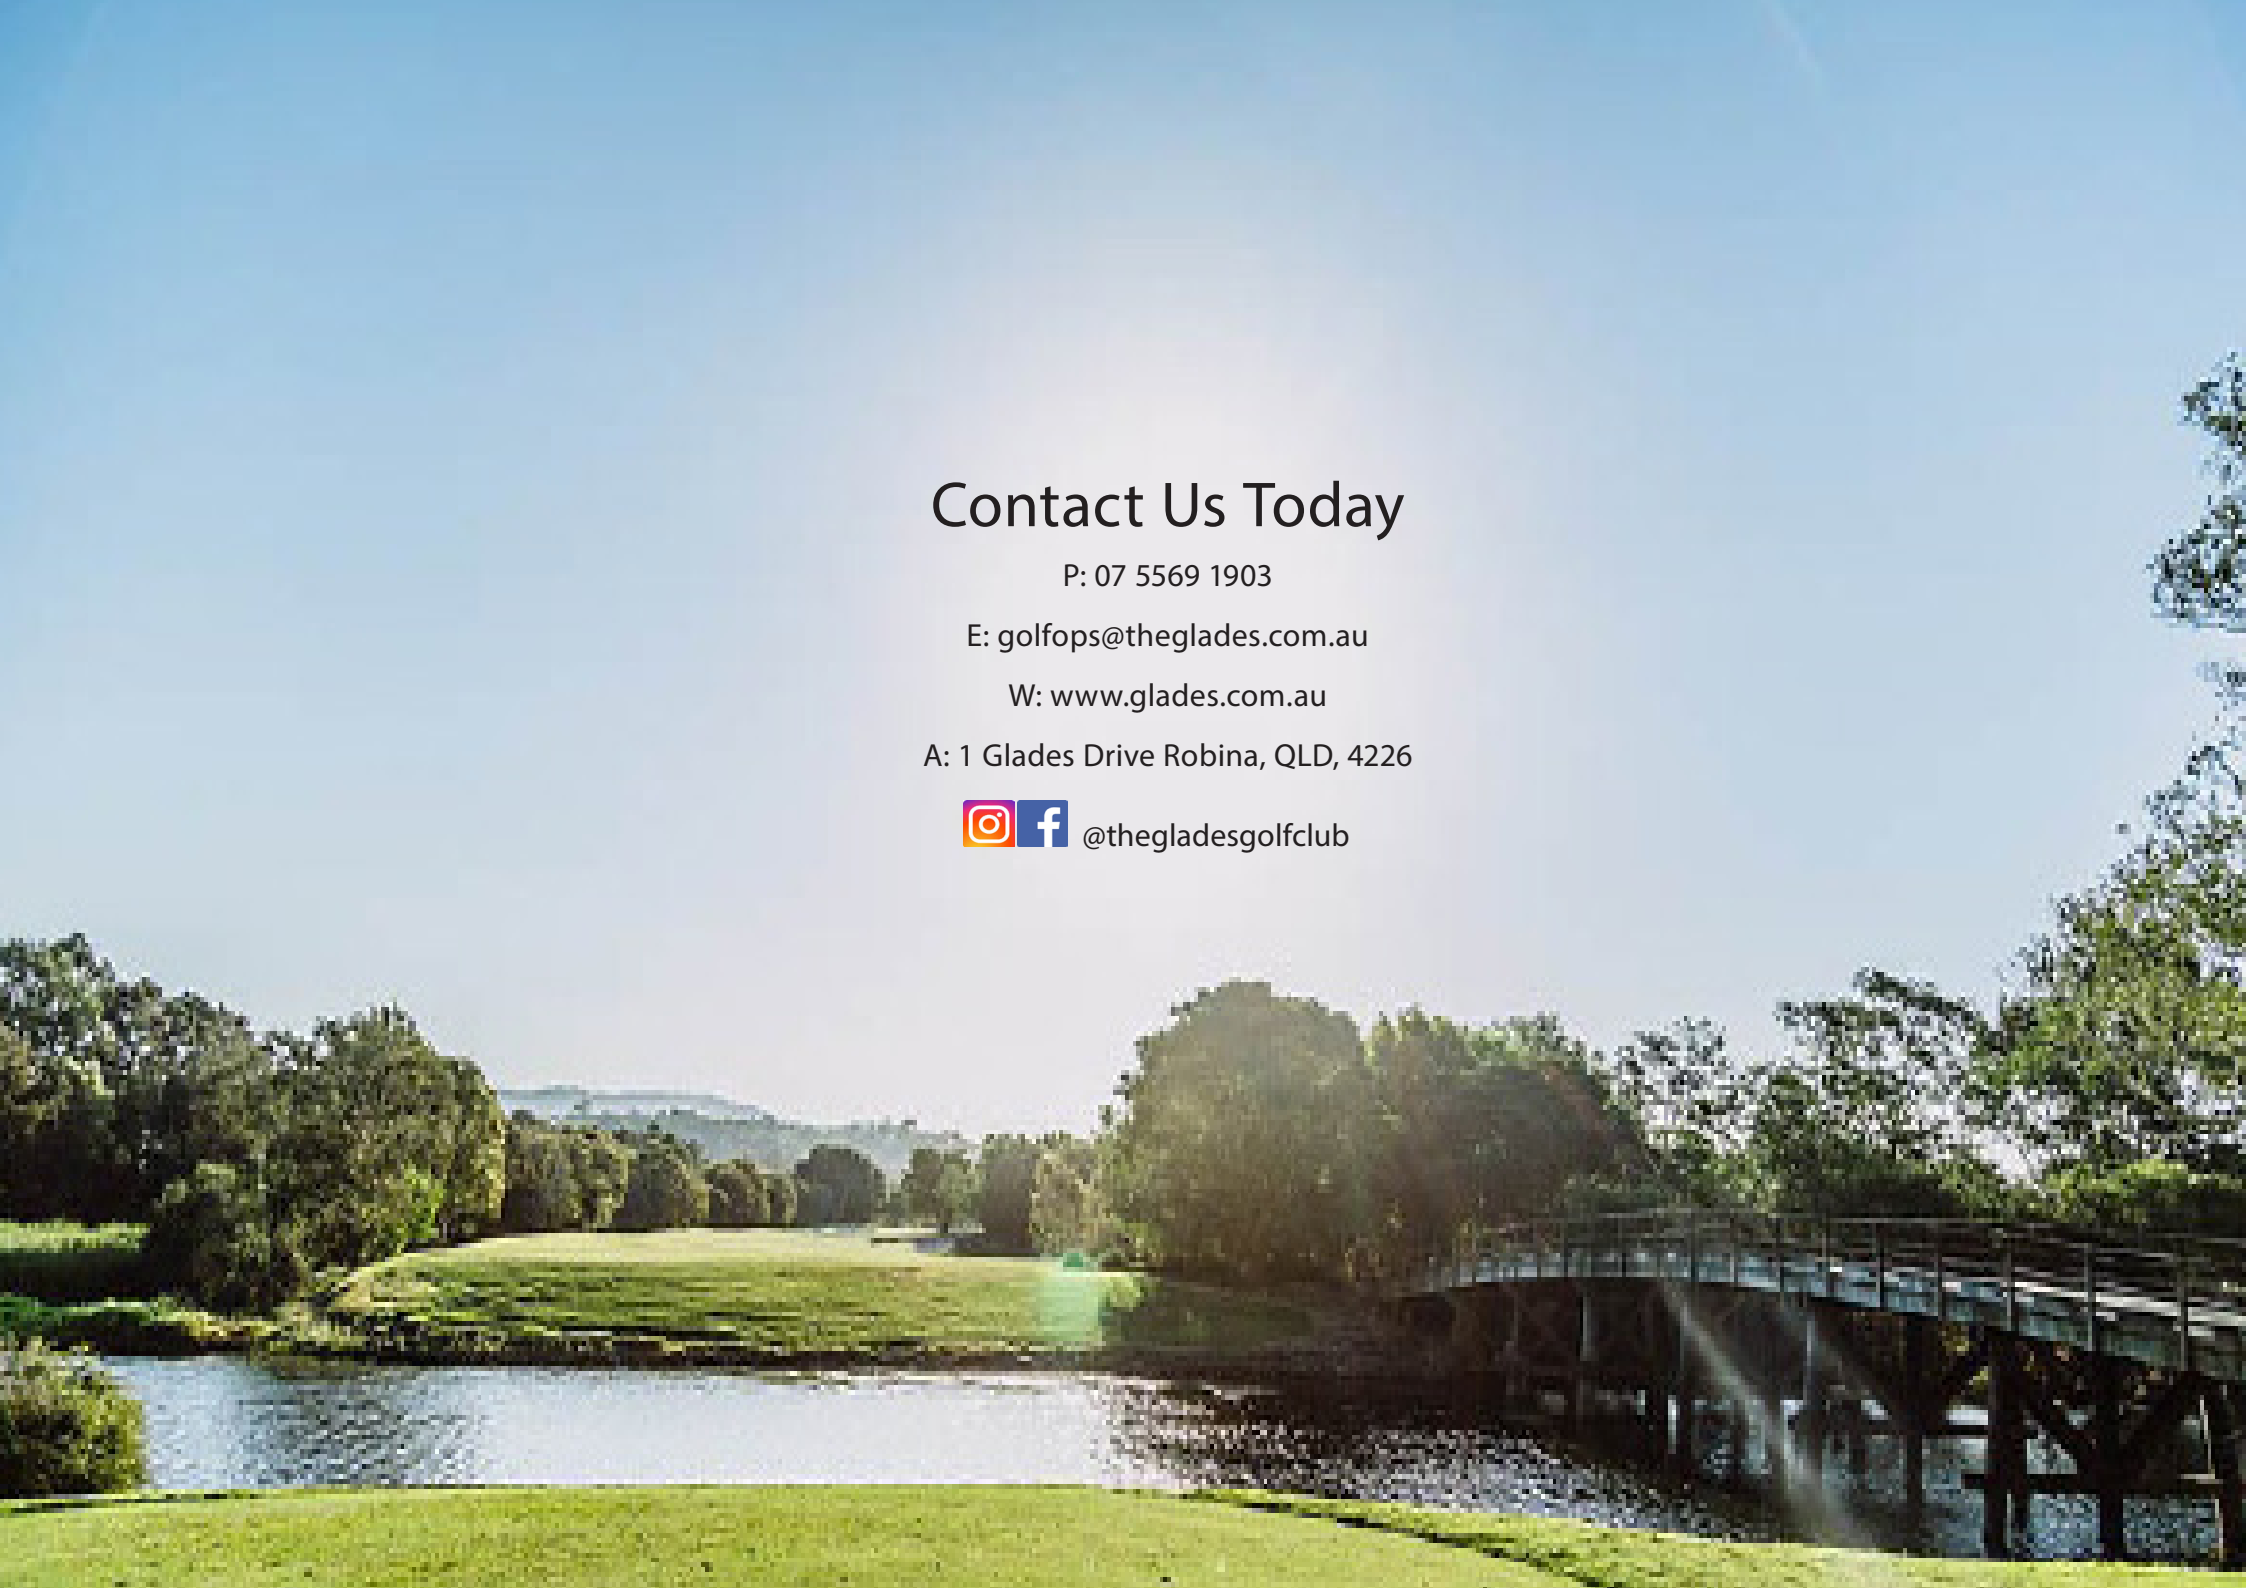 Contact Us Today
P: 07 5569 1903
E: golfops@theglades.com.au
W: www.glades.com.au
A: 1 Glades Drive Robina, QLD, 4226
@thegladesgolfclub